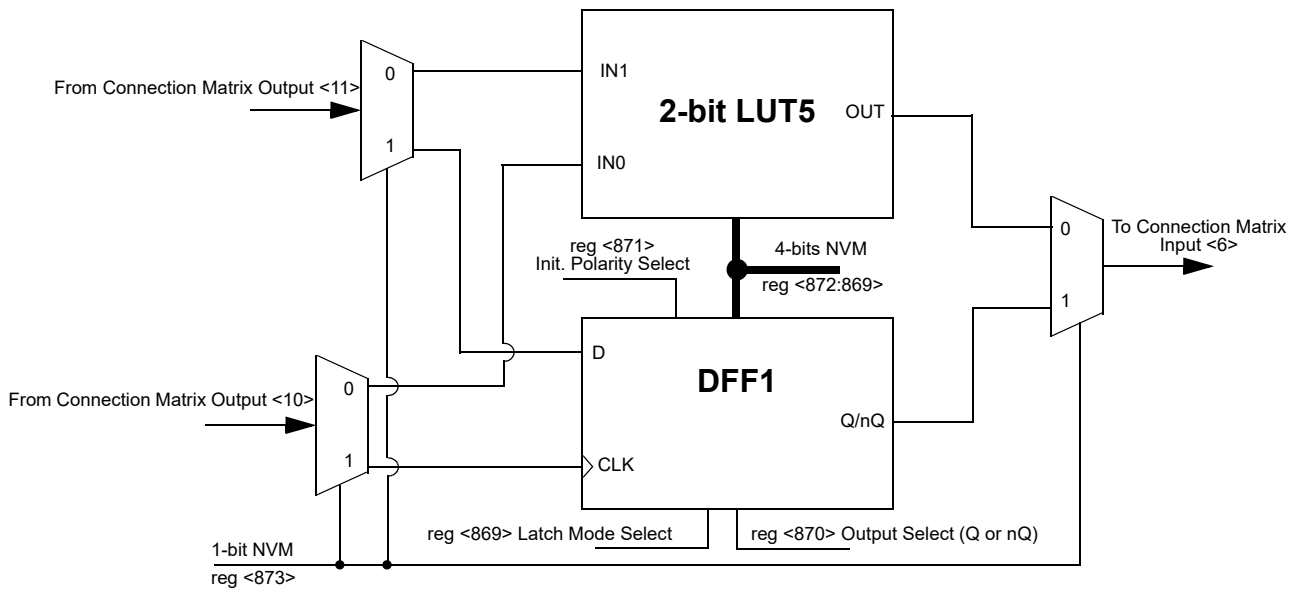 From Connection Matrix Output <11>
0
1
IN1
IN0
2-bit LUT5
OUT
reg <871>
Init. Polarity Select
4-bits NVM
reg <872:869>
0
1
To Connection Matrix
Input <6>
From Connection Matrix Output <10>
0
1
D
CLK
DFF1
Q/nQ
reg <869> Latch Mode Select
reg <870> Output Select (Q or nQ)
1-bit NVM
reg <873>